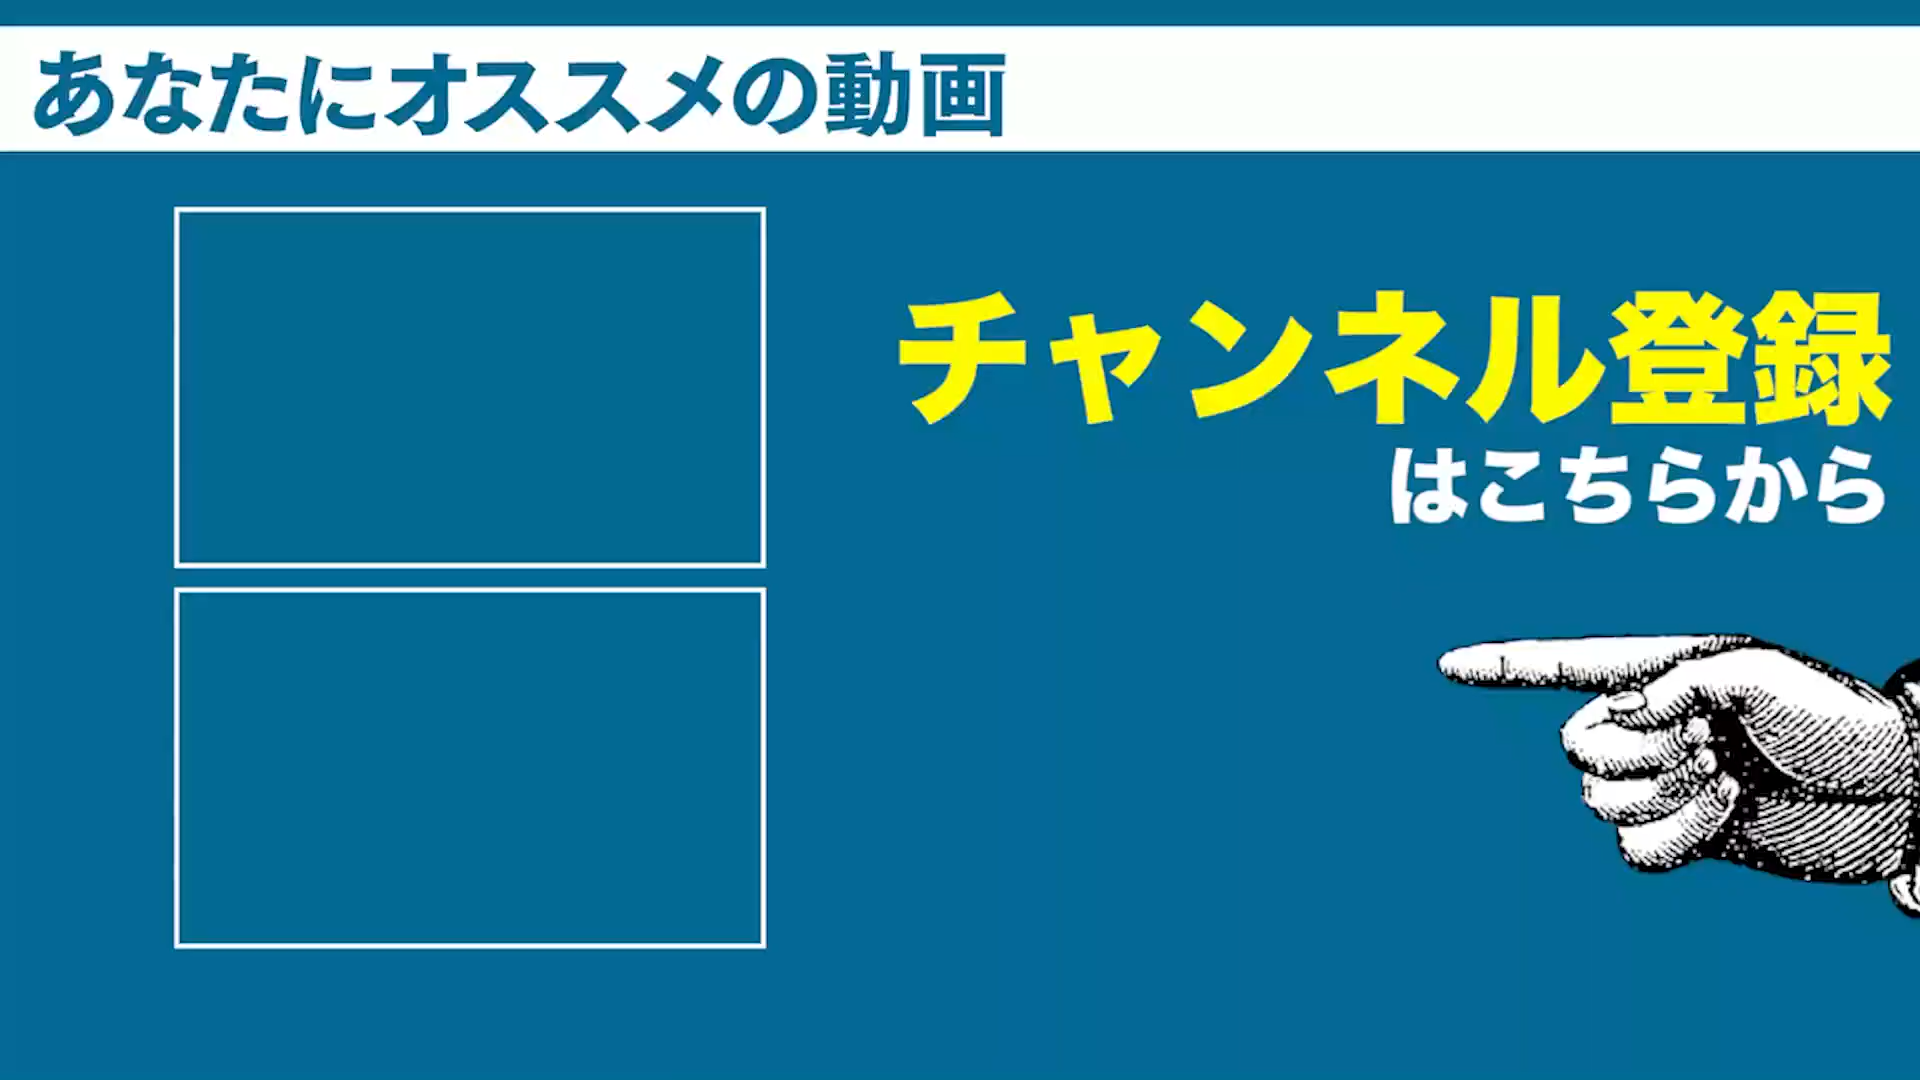 あなたにオススメの動画
チャンネル登録
はこちらから